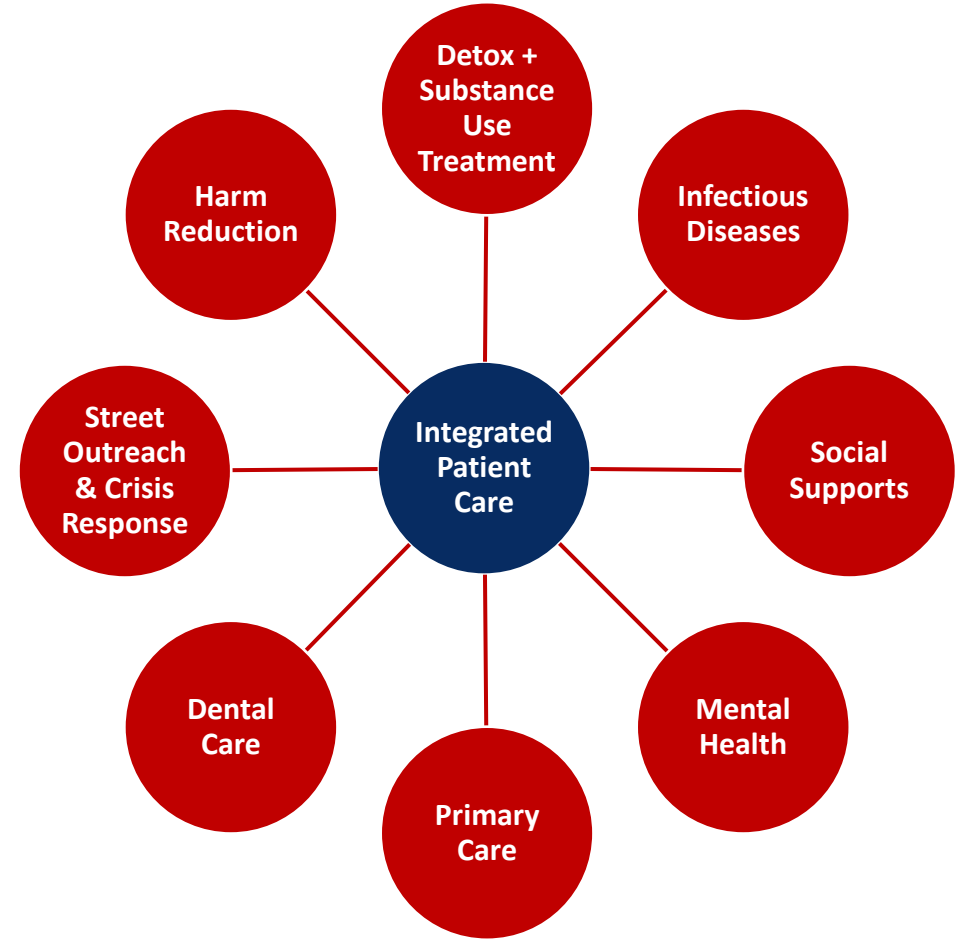 Detox +
Substance
Use
Treatment
Harm
Reduction
Infectious
Diseases
Street
Outreach
& Crisis
Response
Integrated
Patient
Care
Social
Supports
Dental
Care
Mental
Health
Primary
Care